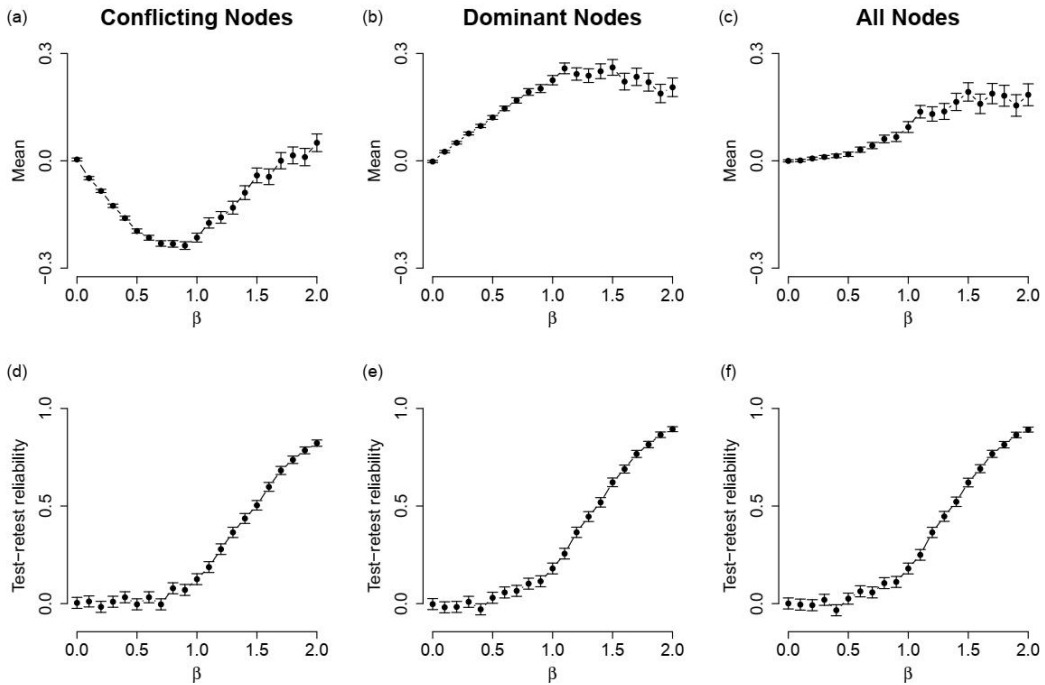 (a) Conflicting Nodes
(b) Dominant Nodes
(c) All Nodes
Mean
0.3
0.0
−0.3
0.0 0.5 1.0 1.5 2.0
β
Mean
0.3
0.0
−0.3
0.0 0.5 1.0 1.5 2.0
β
Mean
0.3
0.0
−0.3
0.0 0.5 1.0 1.5 2.0
β
(d)
Test−retest reliability
1.0
0.5
0.0
0.0 0.5 1.0 1.5 2.0
β
(e)
Test−retest reliability
1.0
0.5
0.0
0.0 0.5 1.0 1.5 2.0
β
(f)
Test−retest reliability
1.0
0.5
0.0
0.0 0.5 1.0 1.5 2.0
β